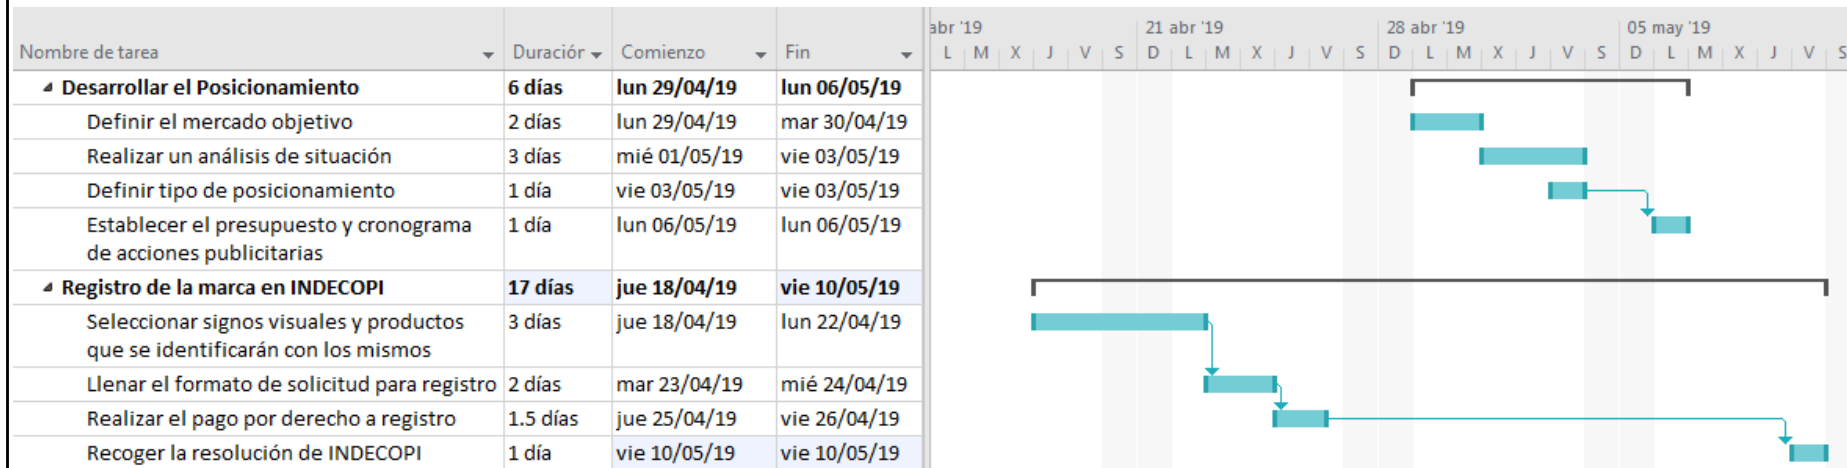 abr '19 21 abr '19 28 abr '19 05 may '19
Nombre de tarea Duración Comienzo Fin L M X J V S D L M X J V S D L M X J V S D L M X J V S
Desarrollar el Posicionamiento 6 días lun 29/04/19 lun 06/05/19
Definir el mercado objetivo 2 días lun 29/04/19 mar 30/04/19
Realizar un análisis de situación 3 días mié 01/05/19 vie 03/05/19
Definir tipo de posicionamiento 1 día vie 03/05/19 vie 03/05/19
Establecer el presupuesto y cronograma 1 día lun 06/05/19 lun 06/05/19
de acciones publicitarias
Registro de la marca en INDECOPI 17 días jue 18/04/19 vie 10/05/19
Seleccionar signos visuales y productos 3 días jue 18/04/19 lun 22/04/19
que se identificarán con los mismos
Llenar el formato de solicitud para registro 2 días mar 23/04/19 mié 24/04/19
Realizar el pago por derecho a registro 1.5 días jue 25/04/19 vie 26/04/19
Recoger la resolución de INDECOPI 1 día vie 10/05/19 vie 10/05/19